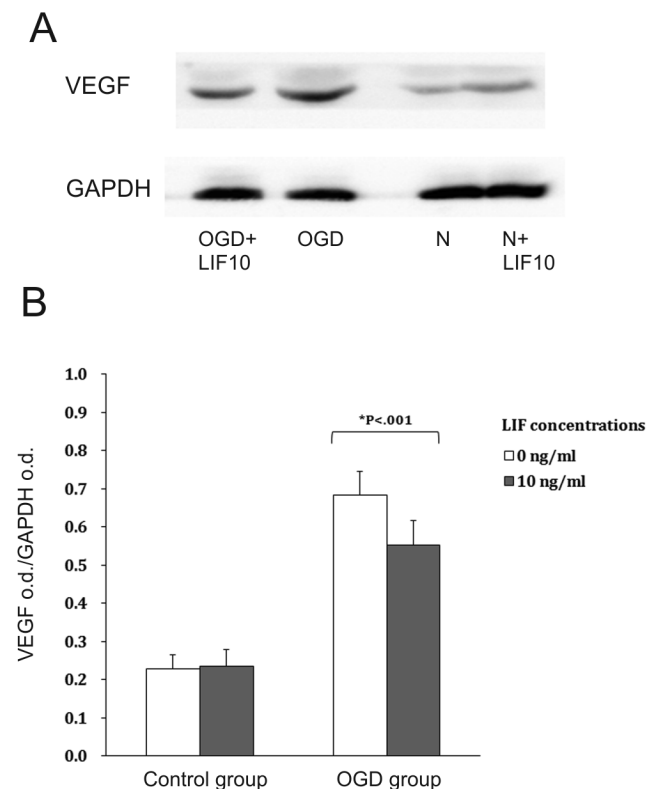 A
VEGF
GAPDH
OGD+
LIF10
OGD
N
N+
LIF10
B
VEGF o.d./GAPDH o.d.
1.0
0.9
0.8
0.7
0.6
0.5
0.4
0.3
0.2
0.1
0.0
*P<.001
LIF concentrations
0 ng/ml
10 ng/ml
Control group
OGD group